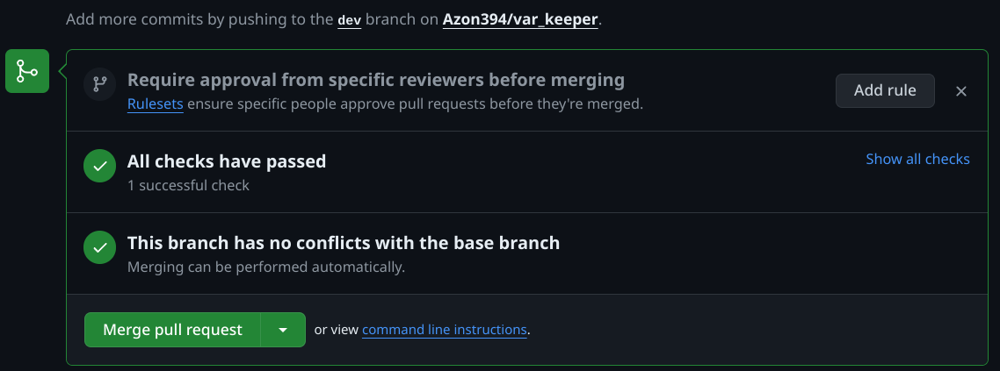 Add more commits by pushing to the dev branch on Azon394/var_keeper.
Require approval from specific reviewers before merging
Rulesets ensure specific people approve pull requests before they're merged.
Add rule
All checks have passed
1 successful check
Show all checks
This branch has no conflicts with the base branch
Merging can be performed automatically.
Merge pull request
or view command line instructions.